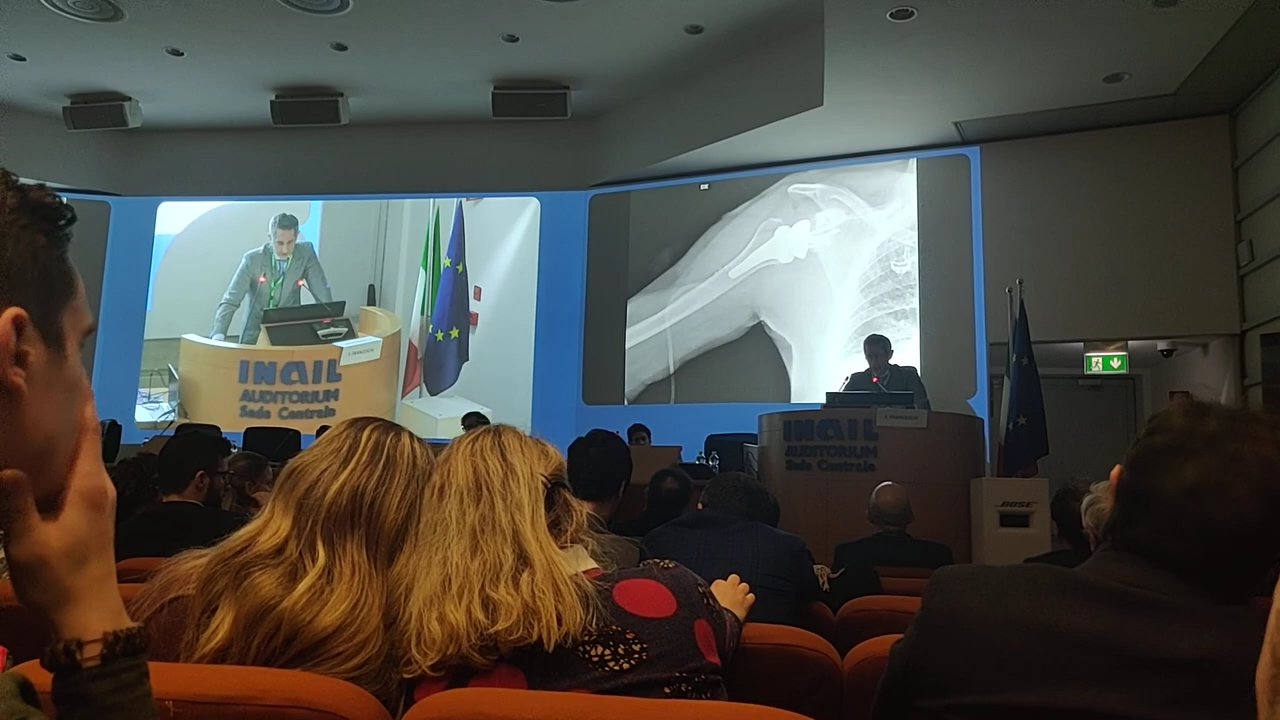 INAIL
AUDITORIUM
Sede Centrale
INAIL
AUDITORIUM
Sede Centrale
BOSE